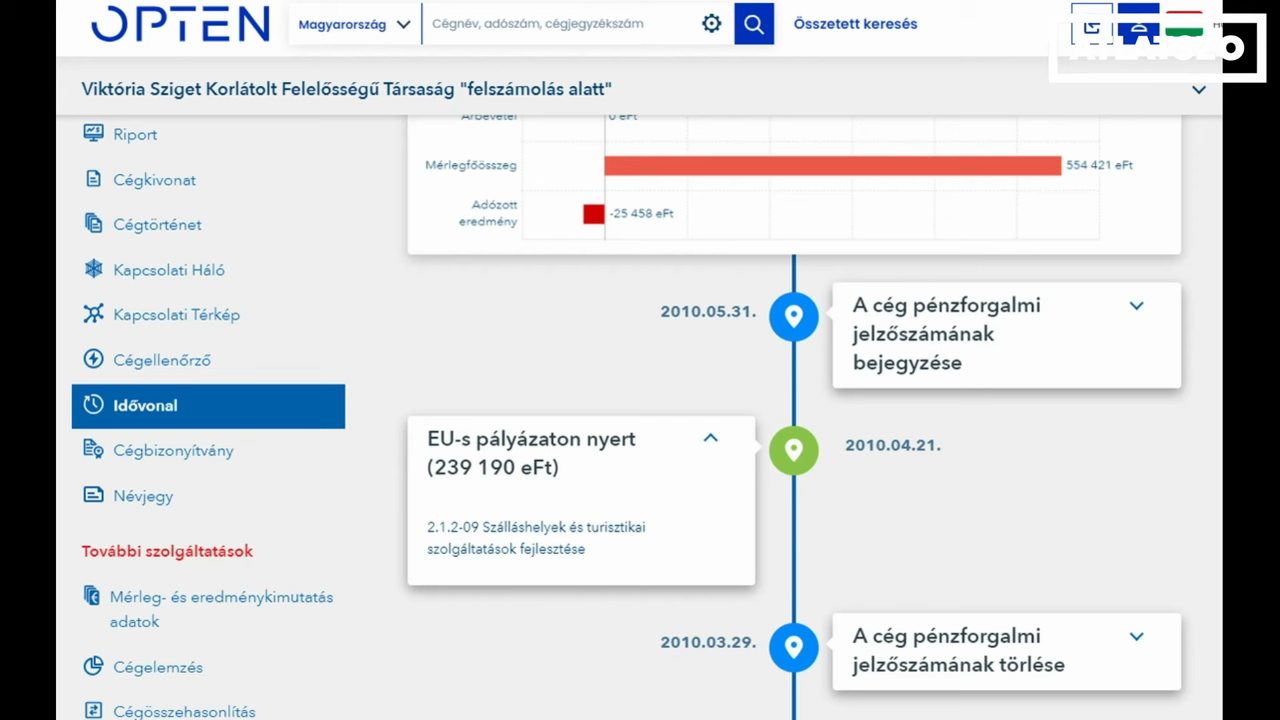 OPTEN
Magyarország
Cégnév, adószám, cégjegyzékszám
Összetett keresés
Viktória Sziget Korlátolt Felelősségű Társaság "felszámolás alatt"
Riport
Cégkivonat
Cégtörténet
Kapcsolati Háló
Kapcsolati Térkép
Cégellenőrző
Idővonal
Cégbizonyítvány
Névjegy
További szolgáltatások
Mérleg- és eredménykimutatás
adatok
Cégelemzés
Cégösszehasonlítás
Árbevétel
0 eFt
Mérlegfőösszeg
554 421 eFt
Adózott
eredmény
-25 458 eFt
2010.05.31.
A cég pénzforgalmi
jelzőszámának
bejegyzése
EU-s pályázaton nyert
(239 190 eFt)
2.1.2-09 Szálláshelyek és turisztikai
szolgáltatások fejlesztése
2010.04.21.
2010.03.29.
A cég pénzforgalmi
jelzőszámának törlése